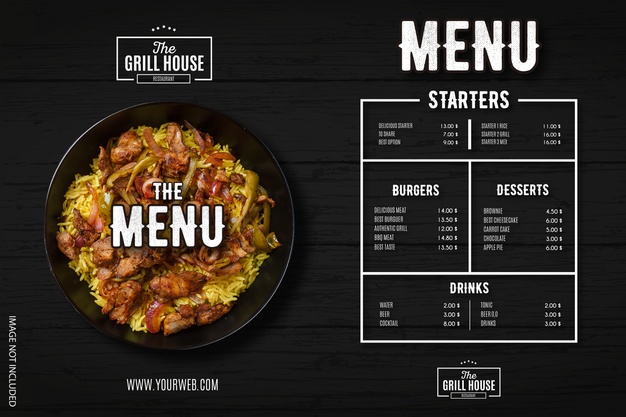 The
GRILL HOUSE
RESTAURANT
THE
MENU
WWW.YOURWEB.COM
IMAGE NOT INCLUDED
MENU
STARTERS
DELICIOUS STARTER 13.00 $
TO SHARE 7.00 $
BEST OPTION 9.00 $
STARTER 1 RICE 11.00 $
STARTER 2 GRILL 16.00 $
STARTER 3 MIX 16.00 $
BURGERS
DELICIOUS MEAT 14.00 $
BEST BURGUER 13.50 $
AUTHENTIC GRILL 12.00 $
BBQ MEAT 14.80 $
BEST TASTE 13.50 $
DESSERTS
BROWNIE 4.50 $
BEST CHEESECAKE 6.00 $
CARROT CAKE 5.00 $
CHOCOLATE 3.00 $
APPLE PIE 6.00 $
DRINKS
WAZER 2.00 $
BEER 3.00 $
COCKTAIL 8.00 $
TONIC 2.00 $
BEER 0,0 3.00 $
DRINKS 3.00 $
The
GRILL HOUSE
RESTAURANT